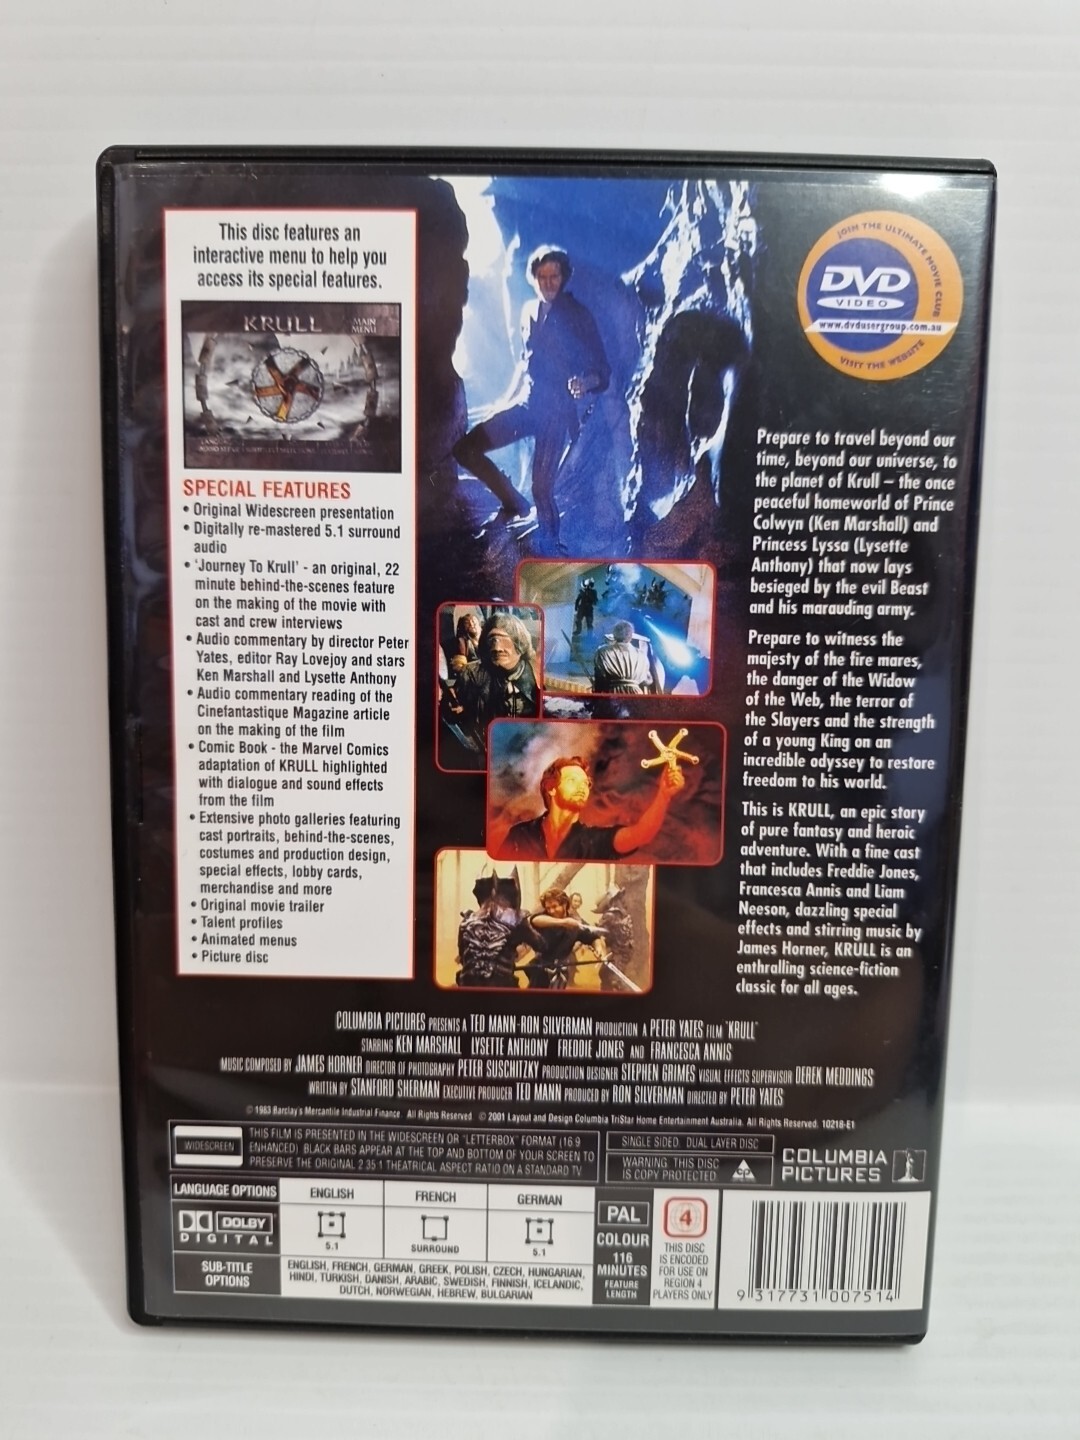 This disc features an
interactive menu to help you
access its special features.
KRULL
MAIN
MENU
SPECIAL FEATURES
• Original Widescreen presentation
• Digitally re-mastered 5.1 surround
audio
• 'Journey To Krull' - an original, 22
minute behind-the-scenes feature
on the making of the movie with
cast and crew interviews
• Audio commentary by director Peter
Yates, editor Ray Lovejoy and stars
Ken Marshall and Lysette Anthony
• Audio commentary reading of the
Cinefantastique Magazine article
on the making of the film
• Comic Book - the Marvel Comics
adaptation of KRULL highlighted
with dialogue and sound effects
from the film
• Extensive photo galleries featuring
cast portraits, behind-the-scenes,
costumes and production design,
special effects, lobby cards,
merchandise and more
• Original movie trailer
• Talent profiles
• Animated menus
• Picture disc
JOIN THE ULTIMATE MOVIE CLUB
DVD
VIDEO
www.dvdusergroup.com.au
VISIT THE WEBSITE
Prepare to travel beyond our
time, beyond our universe, to
the planet of Krull – the once
peaceful homeworld of Prince
Colwyn (Ken Marshall) and
Princess Lyssa (Lysette
Anthony) that now lays
besieged by the evil Beast
and his marauding army.
Prepare to witness the
majesty of the fire mares,
the danger of the Widow
of the Web, the terror of
the Slayers and the strength
of a young King on an
incredible odyssey to restore
freedom to his world.
This is KRULL, an epic story
of pure fantasy and heroic
adventure. With a fine cast
that includes Freddie Jones,
Francesca Annis and Liam
Neeson, dazzling special
effects and stirring music by
James Horner, KRULL is an
enthralling science-fiction
classic for all ages.
COLUMBIA PICTURES PRESENTS A TED MANN-RON SILVERMAN PRODUCTION A PETER YATES FILM "KRULL"
STARRING KEN MARSHALL LYSETTE ANTHONY FREDDIE JONES AND FRANCESCA ANNIS
MUSIC COMPOSED BY JAMES HORNER DIRECTOR OF PHOTOGRAPHY PETER SUSCHITZKY PRODUCTION DESIGNER STEPHEN GRIMES VISUAL EFFECTS SUPERVISOR DEREK MEDDINGS
WRITTEN BY STANFORD SHERMAN EXECUTIVE PRODUCER TED MANN PRODUCED BY RON SILVERMAN DIRECTED BY PETER YATES
© 1983 Barclay's Mercantile Industrial Finance. All Rights Reserved. © 2001 Layout and Design Columbia TriStar Home Entertainment Australia. All Rights Reserved. 10218-E1
WIDESCREEN
THIS FILM IS PRESENTED IN THE WIDESCREEN OR "LETTERBOX" FORMAT (16:9
ENHANCED). BLACK BARS APPEAR AT THE TOP AND BOTTOM OF YOUR SCREEN TO
PRESERVE THE ORIGINAL 2.35:1 THEATRICAL ASPECT RATIO ON A STANDARD TV
SINGLE SIDED, DUAL LAYER DISC
WARNING: THIS DISC
IS COPY PROTECTED
COLUMBIA
PICTURES
LANGUAGE OPTIONS
ENGLISH
FRENCH
GERMAN
DOLBY
DIGITAL
5.1
SURROUND
5.1
SUB-TITLE
OPTIONS
ENGLISH, FRENCH, GERMAN, GREEK, POLISH, CZECH, HUNGARIAN,
HINDI, TURKISH, DANISH, ARABIC, SWEDISH, FINNISH, ICELANDIC,
DUTCH, NORWEGIAN, HEBREW, BULGARIAN
PAL
COLOUR
116
MINUTES
FEATURE
LENGTH
4
THIS DISC
IS ENCODED
FOR USE ON
REGION 4
PLAYERS ONLY
9 317731 007514